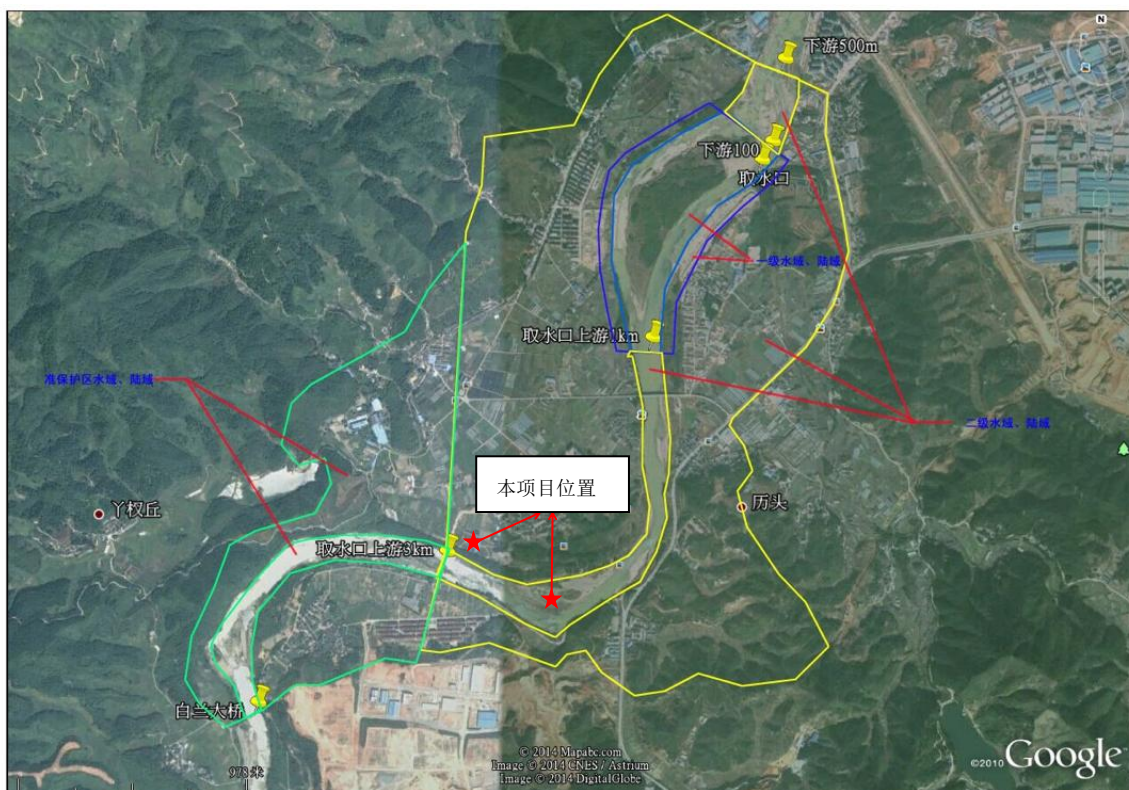 N
下游500m
下游100
取水口
一级水域、陆域
取水口上游1km
准保护区水域、陆域
二级水域、陆域
本项目位置
历头
丫杈丘
取水口上游3km
白兰大桥
978 米
© 2014 Mapabc.com
Image © 2014 CNES / Astrium
Image © 2014 DigitalGlobe
©2010 Google